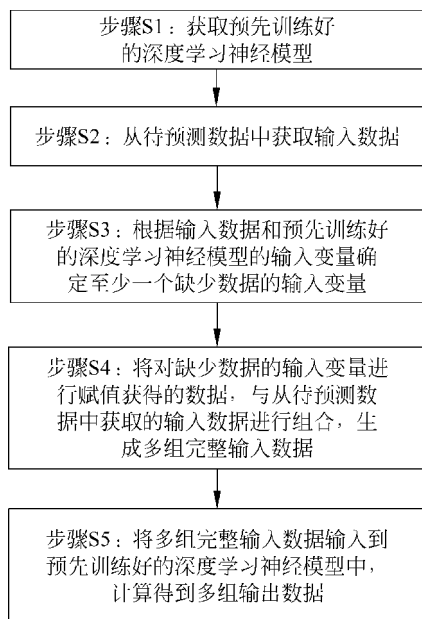 步骤S1：获取预先训练好
的深度学习神经模型
步骤S2：从待预测数据中获取输入数据
步骤S3：根据输入数据和预先训练好
的深度学习神经模型的输入变量确
定至少一个缺少数据的输入变量
步骤S4：将对缺少数据的输入变量进
行赋值获得的数据，与从待预测数
据中获取的输入数据进行组合，生
成多组完整输入数据
步骤S5：将多组完整输入数据输入到
预先训练好的深度学习神经模型中，
计算得到多组输出数据